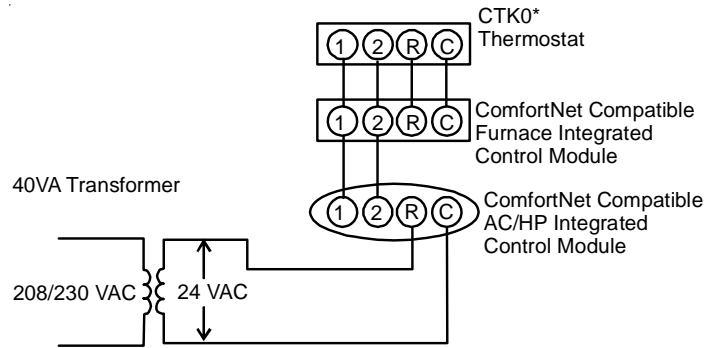 CTK0*
Thermostat
1 2 R C
1 2 R C
ComfortNet Compatible
Furnace Integrated
Control Module
40VA Transformer
1 2 R C
ComfortNet Compatible
AC/HP Integrated
Control Module
208/230 VAC
24 VAC